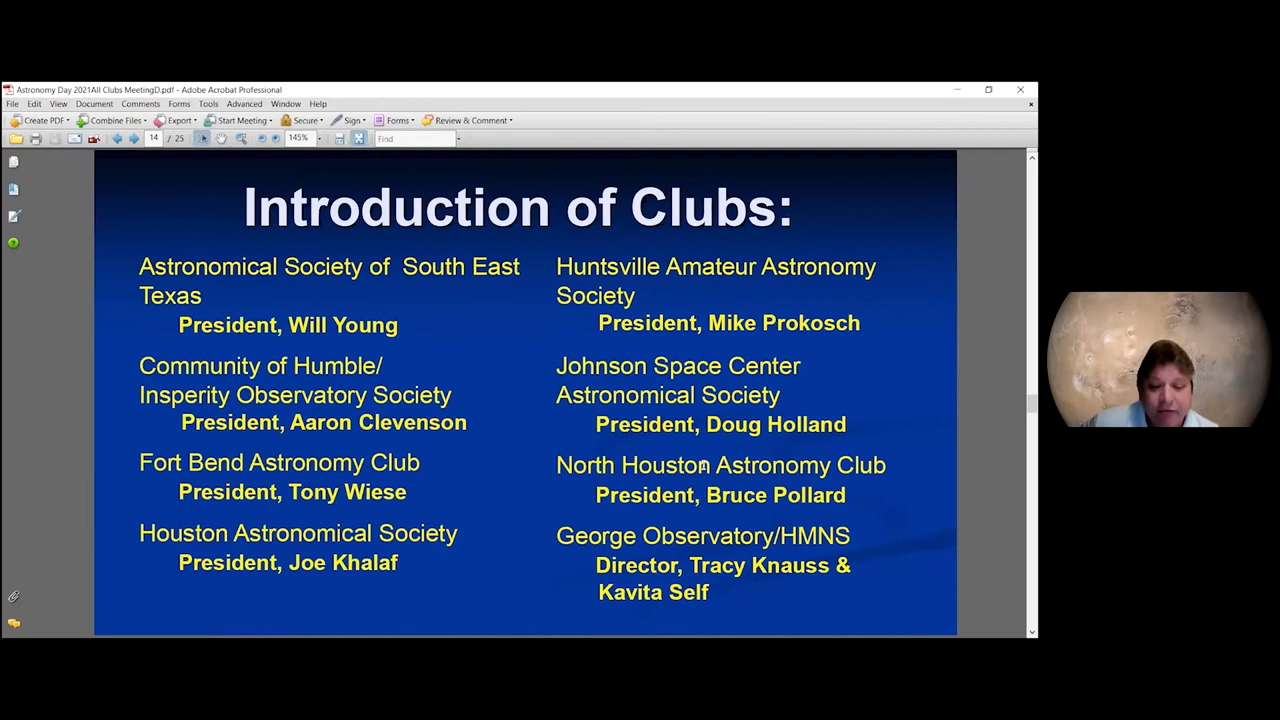 Astronomy Day 2021All Clubs MeetingD.pdf - Adobe Acrobat Professional
File Edit View Document Comments Forms Tools Advanced Window Help
Create PDF Combine Files Export Start Meeting Secure Sign Forms Review & Comment
14 / 25 145% Find
Introduction of Clubs:
Astronomical Society of South East
Texas
President, Will Young
Community of Humble/
Insperity Observatory Society
President, Aaron Clevenson
Fort Bend Astronomy Club
President, Tony Wiese
Houston Astronomical Society
President, Joe Khalaf
Huntsville Amateur Astronomy
Society
President, Mike Prokosch
Johnson Space Center
Astronomical Society
President, Doug Holland
North Houston Astronomy Club
President, Bruce Pollard
George Observatory/HMNS
Director, Tracy Knauss &
Kavita Self